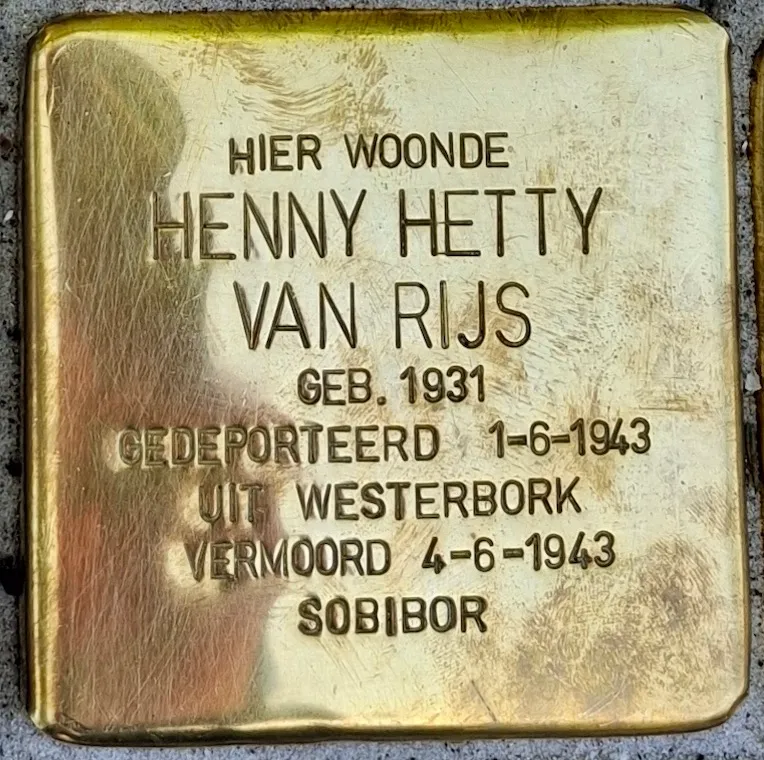 HIER WOONDE
HENNY HETTY
VAN RIJS
GEB. 1931
GEDEPORTEERD 1-6-1943
UIT WESTERBORK
VERMOORD 4-6-1943
SOBIBOR